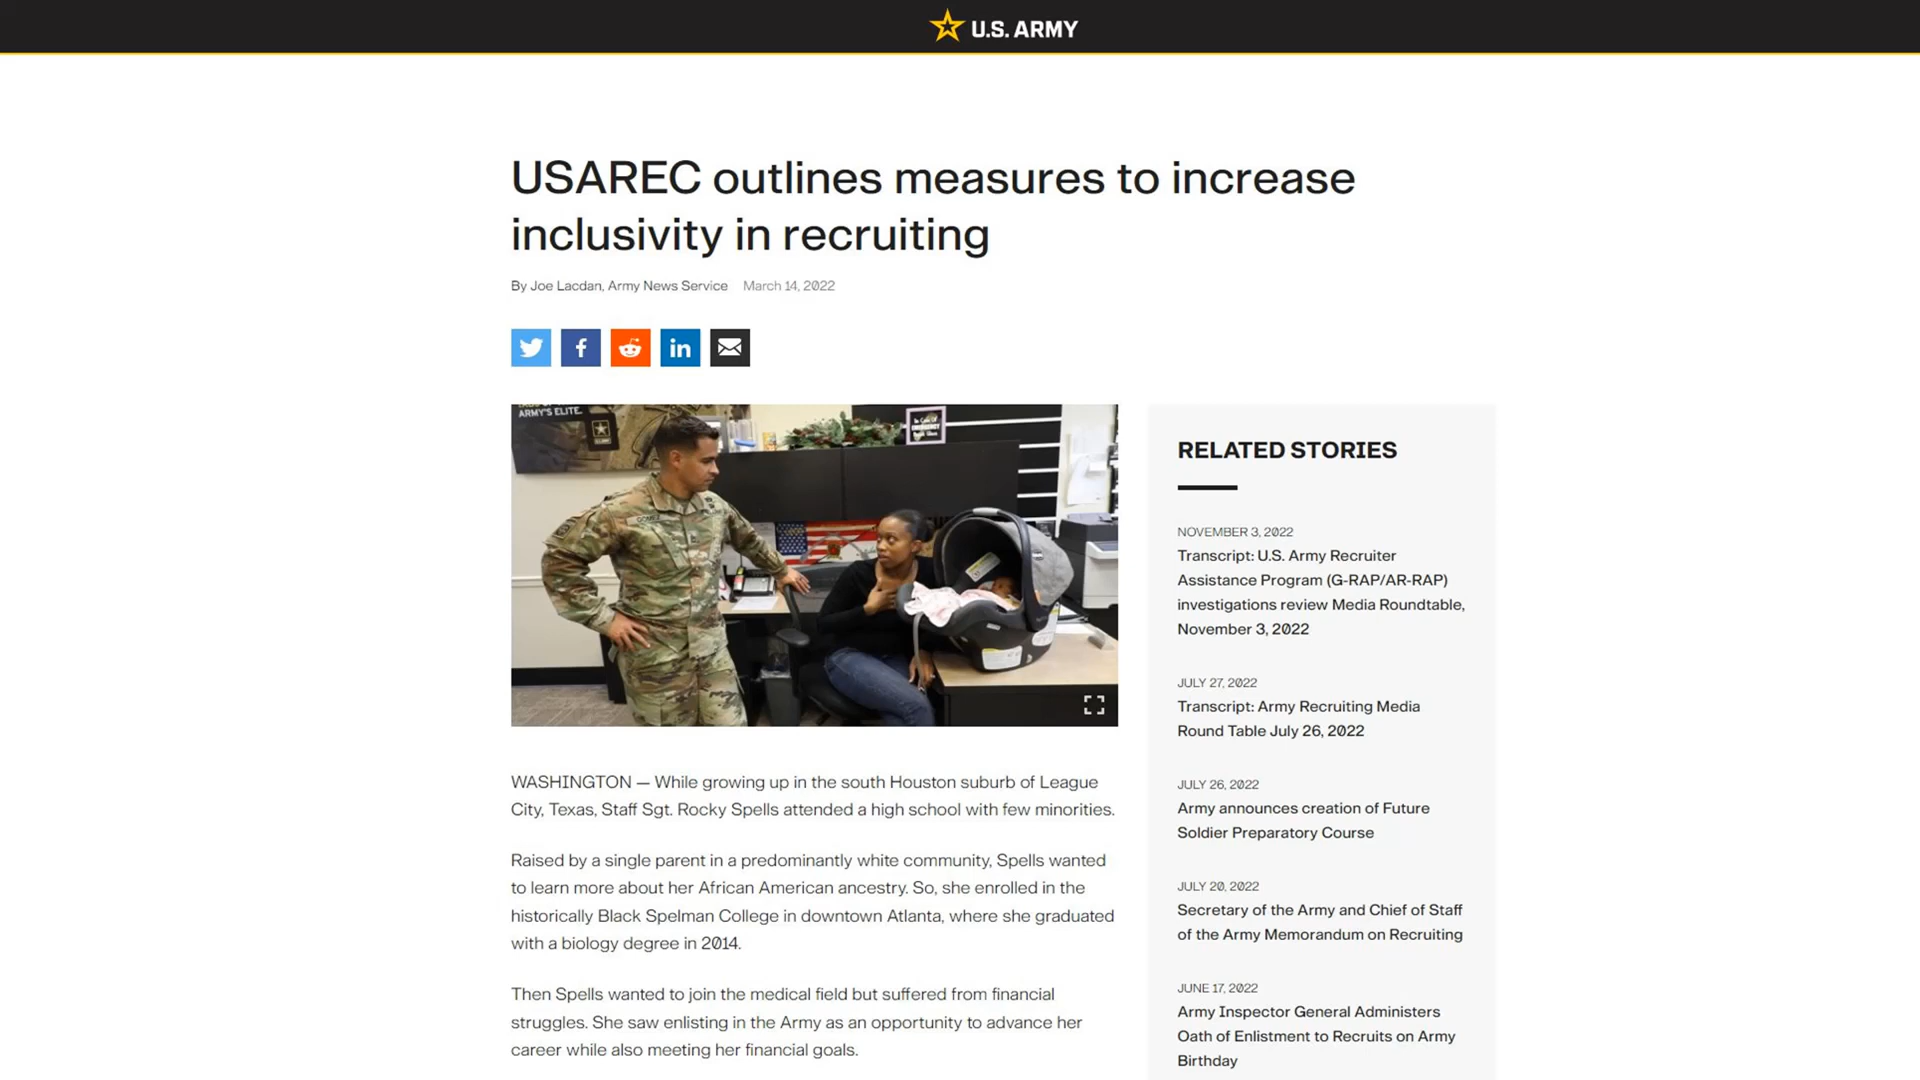 U.S. ARMY
USAREC outlines measures to increase
inclusivity in recruiting
By Joe Lacdan, Army News Service March 14, 2022
ARMY'S ELITE.
EMERGENCY
RELATED STORIES
NOVEMBER 3, 2022
Transcript: U.S. Army Recruiter
Assistance Program (G-RAP/AR-RAP)
investigations review Media Roundtable,
November 3, 2022
JULY 27, 2022
Transcript: Army Recruiting Media
Round Table July 26, 2022
JULY 26, 2022
Army announces creation of Future
Soldier Preparatory Course
JULY 20, 2022
Secretary of the Army and Chief of Staff
of the Army Memorandum on Recruiting
JUNE 17, 2022
Army Inspector General Administers
Oath of Enlistment to Recruits on Army
Birthday
WASHINGTON — While growing up in the south Houston suburb of League
City, Texas, Staff Sgt. Rocky Spells attended a high school with few minorities.
Raised by a single parent in a predominantly white community, Spells wanted
to learn more about her African American ancestry. So, she enrolled in the
historically Black Spelman College in downtown Atlanta, where she graduated
with a biology degree in 2014.
Then Spells wanted to join the medical field but suffered from financial
struggles. She saw enlisting in the Army as an opportunity to advance her
career while also meeting her financial goals.